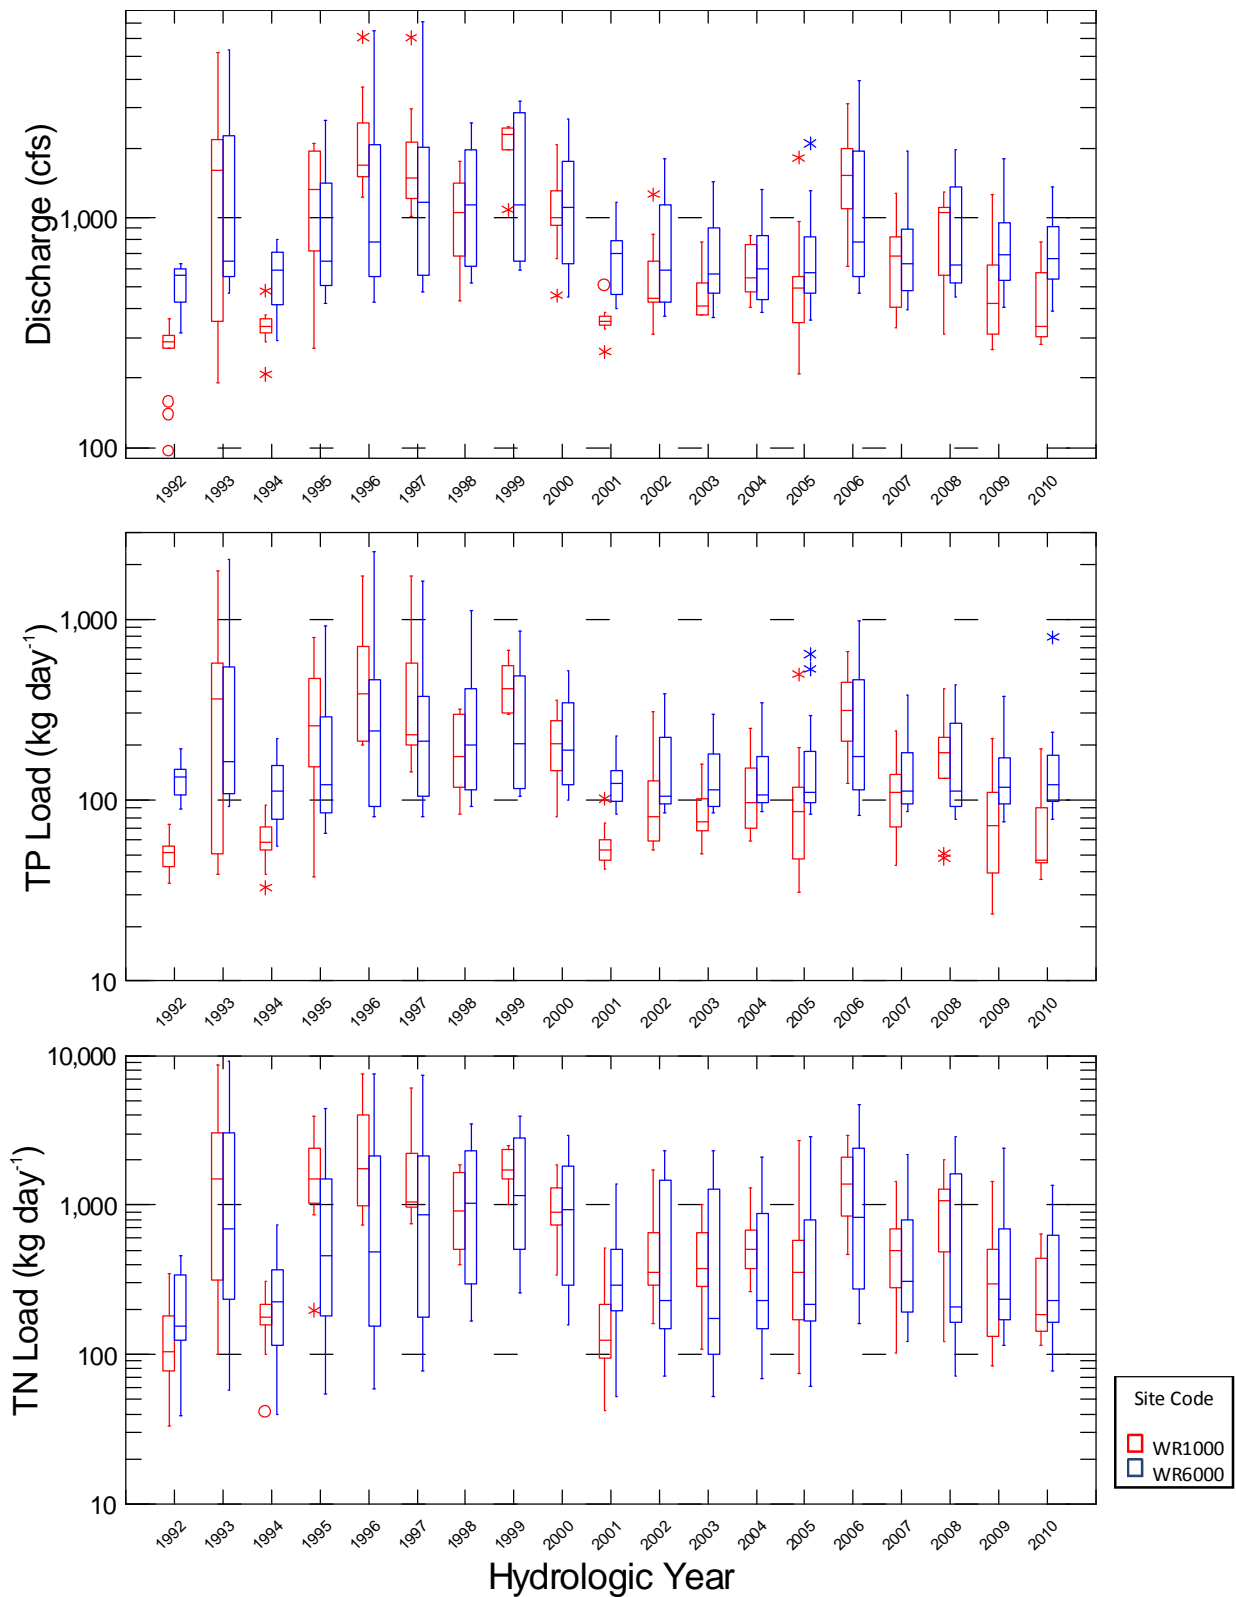 Discharge (cfs)
1,000
100
1992 1993 1994 1995 1996 1997 1998 1999 2000 2001 2002 2003 2004 2005 2006 2007 2008 2009 2010
TP Load (kg day-1)
1,000
100
10
1992 1993 1994 1995 1996 1997 1998 1999 2000 2001 2002 2003 2004 2005 2006 2007 2008 2009 2010
TN Load (kg day-1)
10,000
1,000
100
10
1992 1993 1994 1995 1996 1997 1998 1999 2000 2001 2002 2003 2004 2005 2006 2007 2008 2009 2010
Hydrologic Year
Site Code
WR1000
WR6000